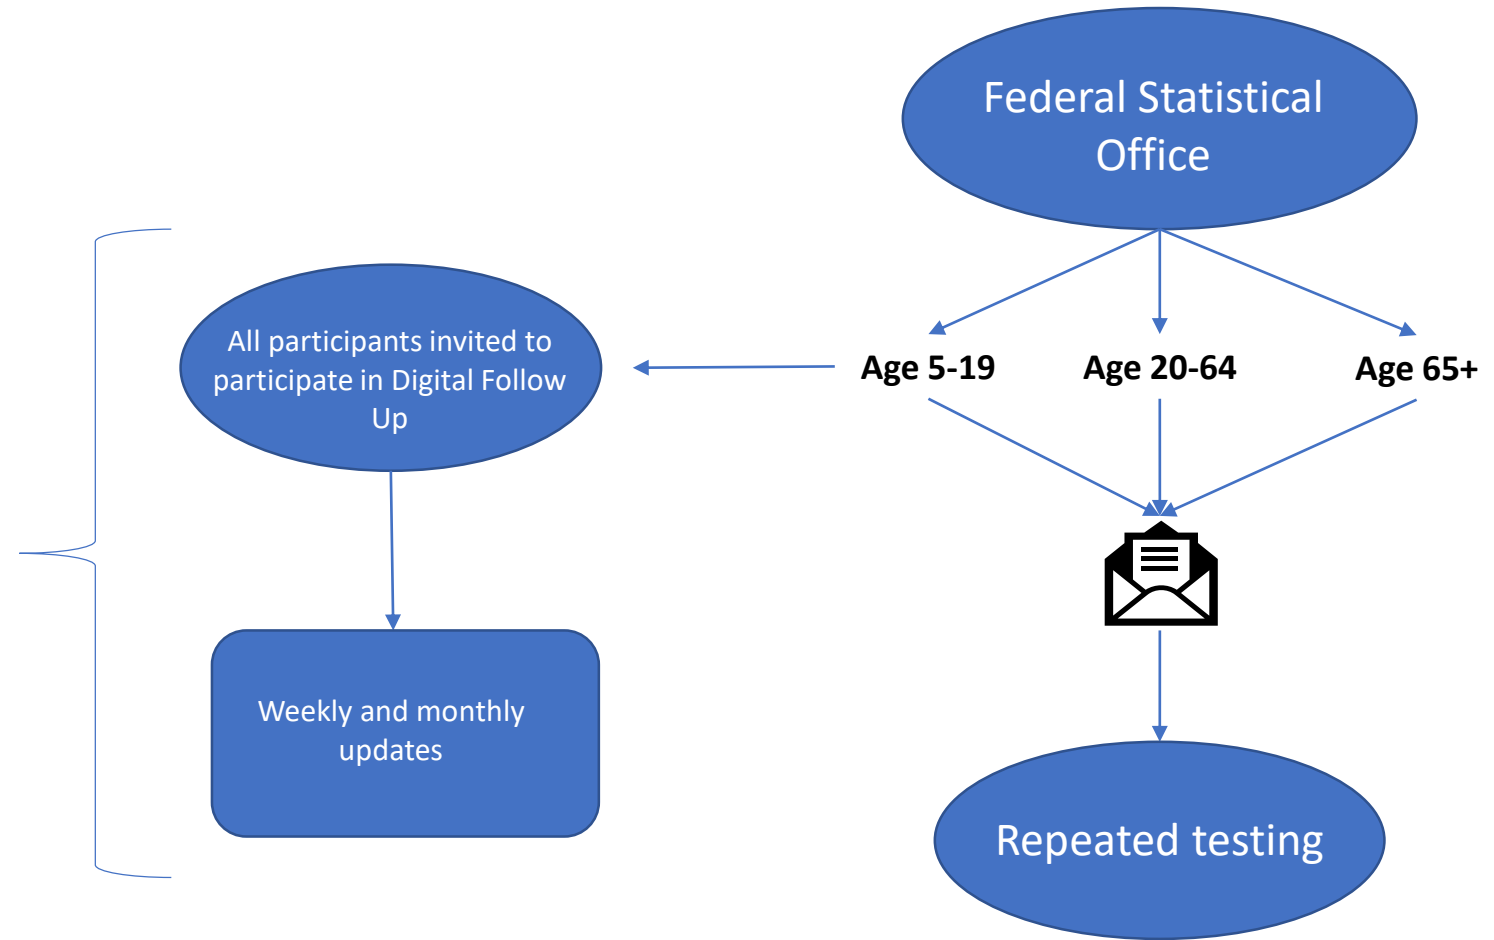 Federal Statistical
Office
All participants invited to
participate in Digital Follow
Up
Age 5-19
Age 20-64
Age 65+
Weekly and monthly
updates
Repeated testing